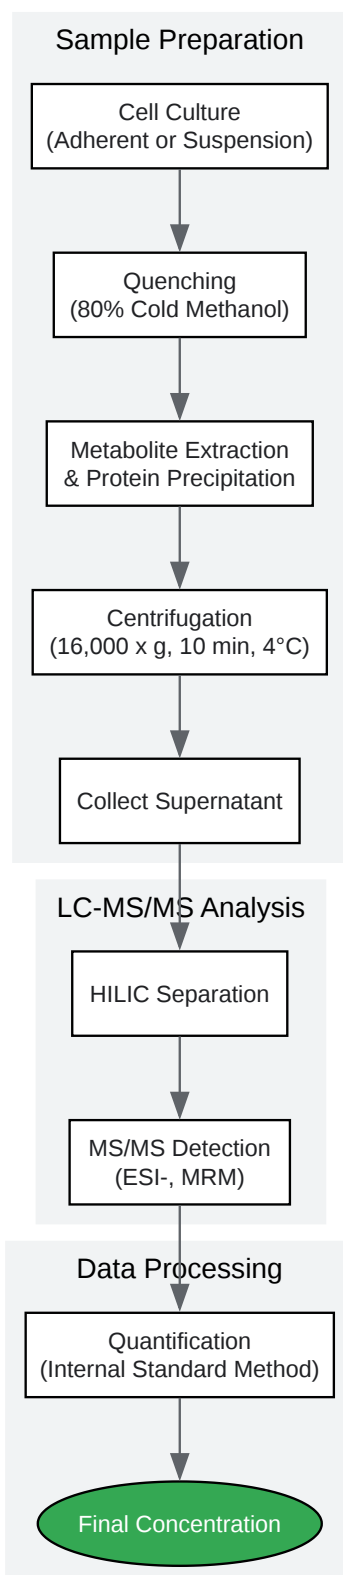 Sample Preparation
Cell Culture
(Adherent or Suspension)
Quenching
(80% Cold Methanol)
Metabolite Extraction
& Protein Precipitation
Centrifugation
(16,000 x g, 10 min, 4°C)
Collect Supernatant
LC-MS/MS Analysis
HILIC Separation
MS/MS Detection
(ESI-, MRM)
Data Processing
Quantification
(Internal Standard Method)
Final Concentration